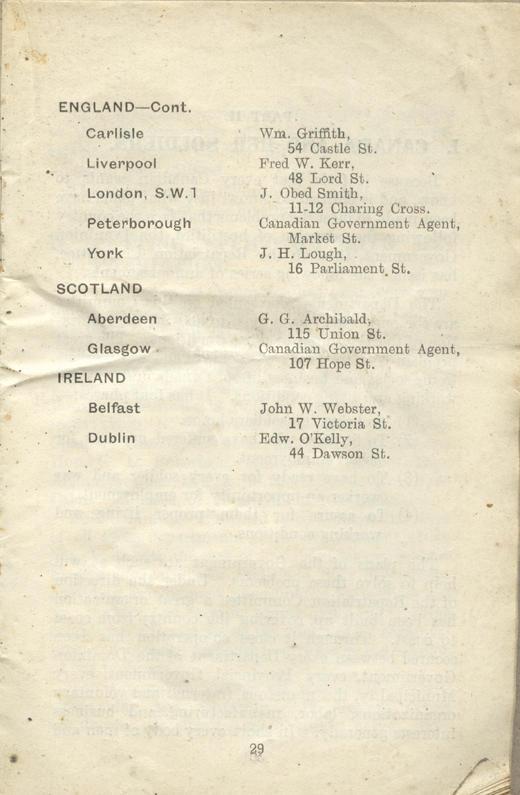 ENGLAND—Cont.
Carlisle Wm. Griffith,
54 Castle St.
Liverpool Fred W. Kerr,
48 Lord St.
London, S.W.1 J. Obed Smith,
11-12 Charing Cross.
Peterborough Canadian Government Agent,
Market St.
York J. H. Lough,
16 Parliament St.
SCOTLAND
Aberdeen G. G. Archibald,
115 Union St.
Glasgow Canadian Government Agent,
107 Hope St.
IRELAND
Belfast John W. Webster,
17 Victoria St.
Dublin Edw. O'Kelly,
44 Dawson St.
29